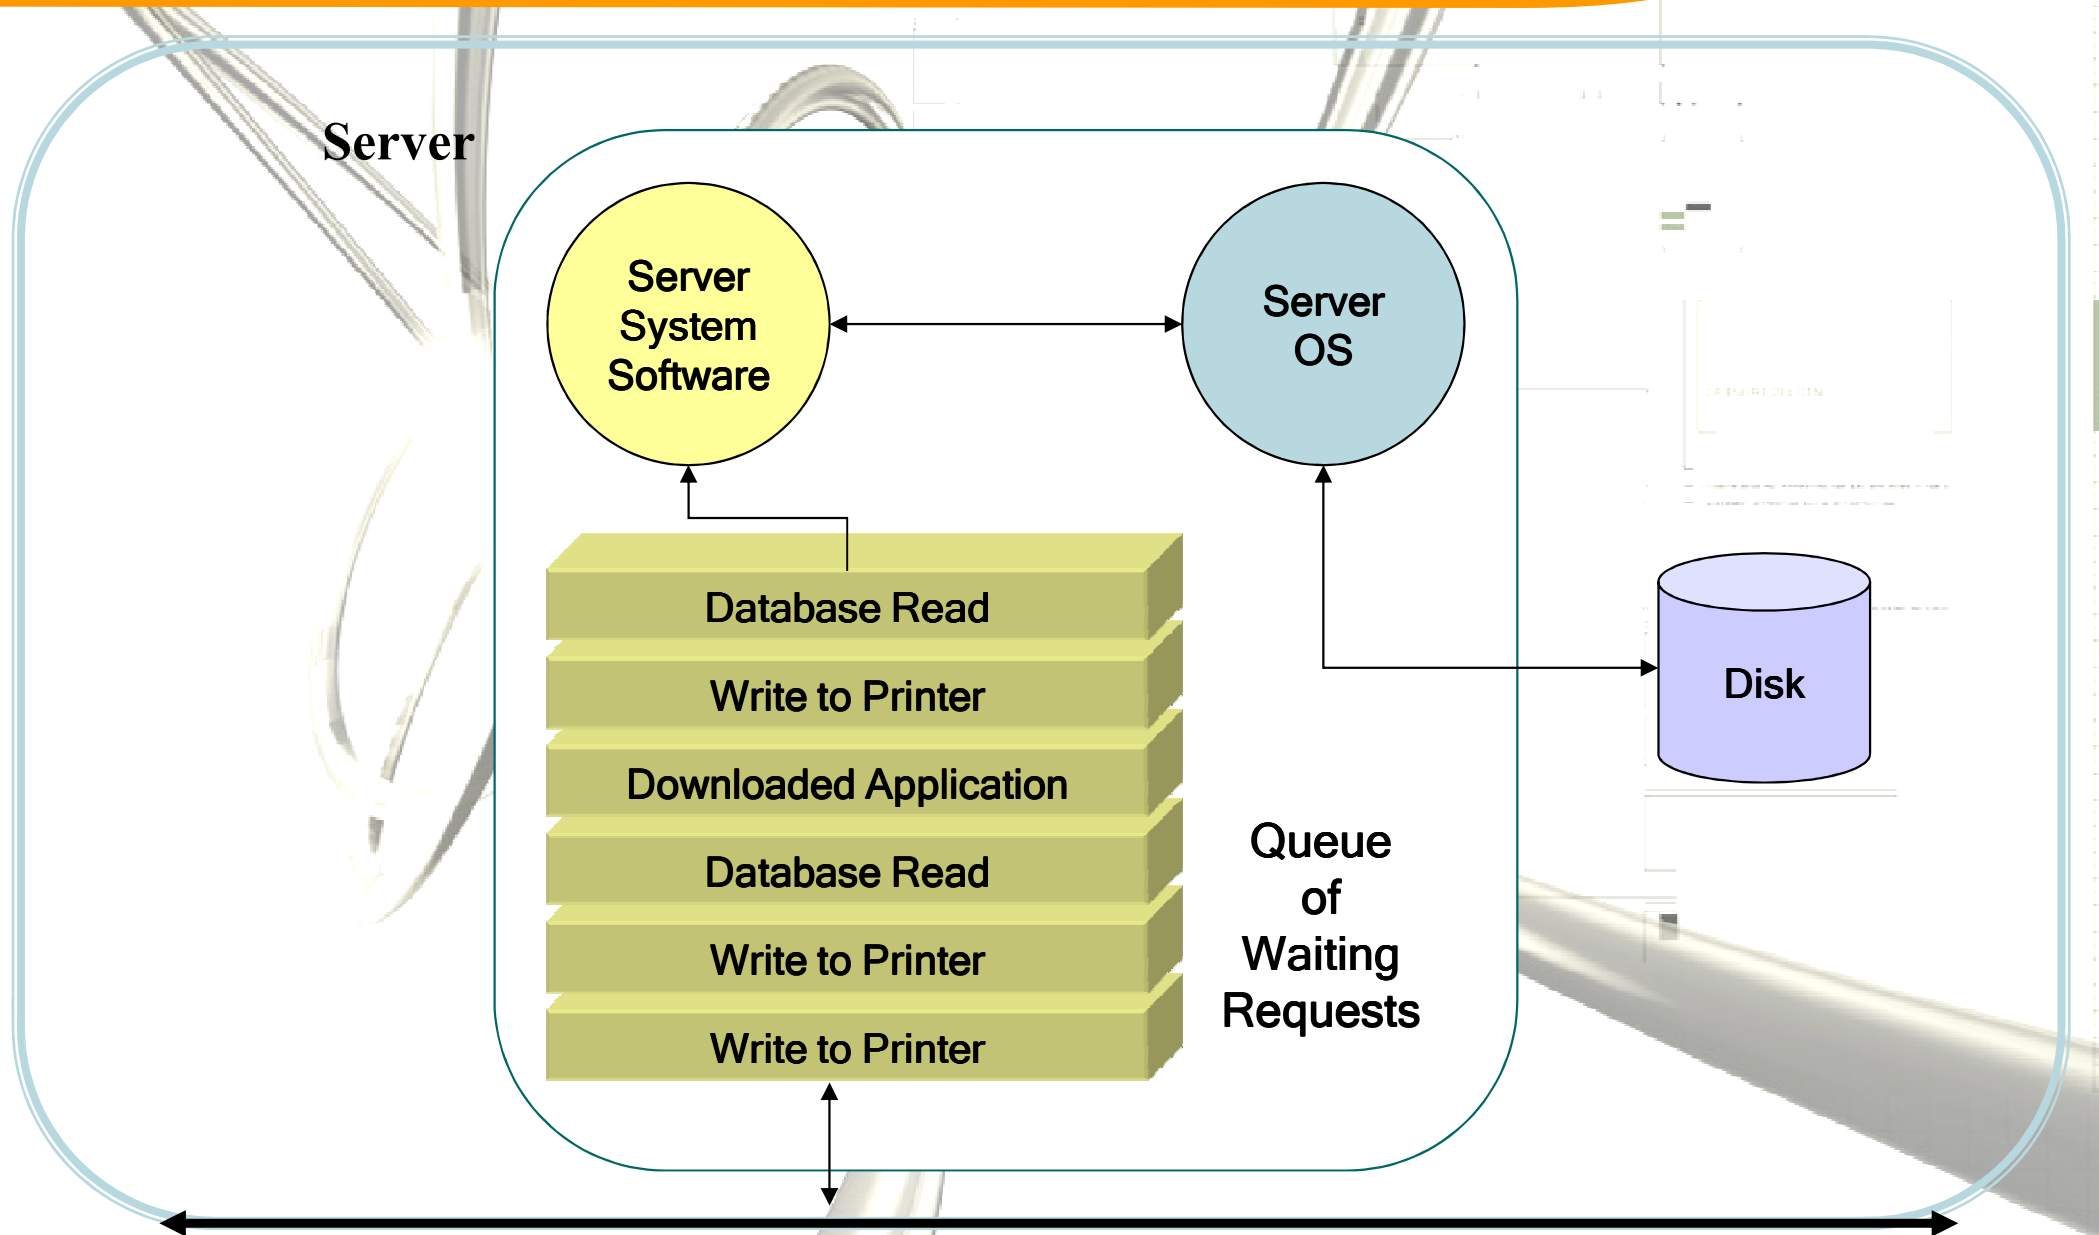 Server
Server
System
Software
Server
OS
Database Read
Write to Printer
Downloaded Application
Database Read
Write to Printer
Write to Printer
Queue
of
Waiting
Requests
Disk